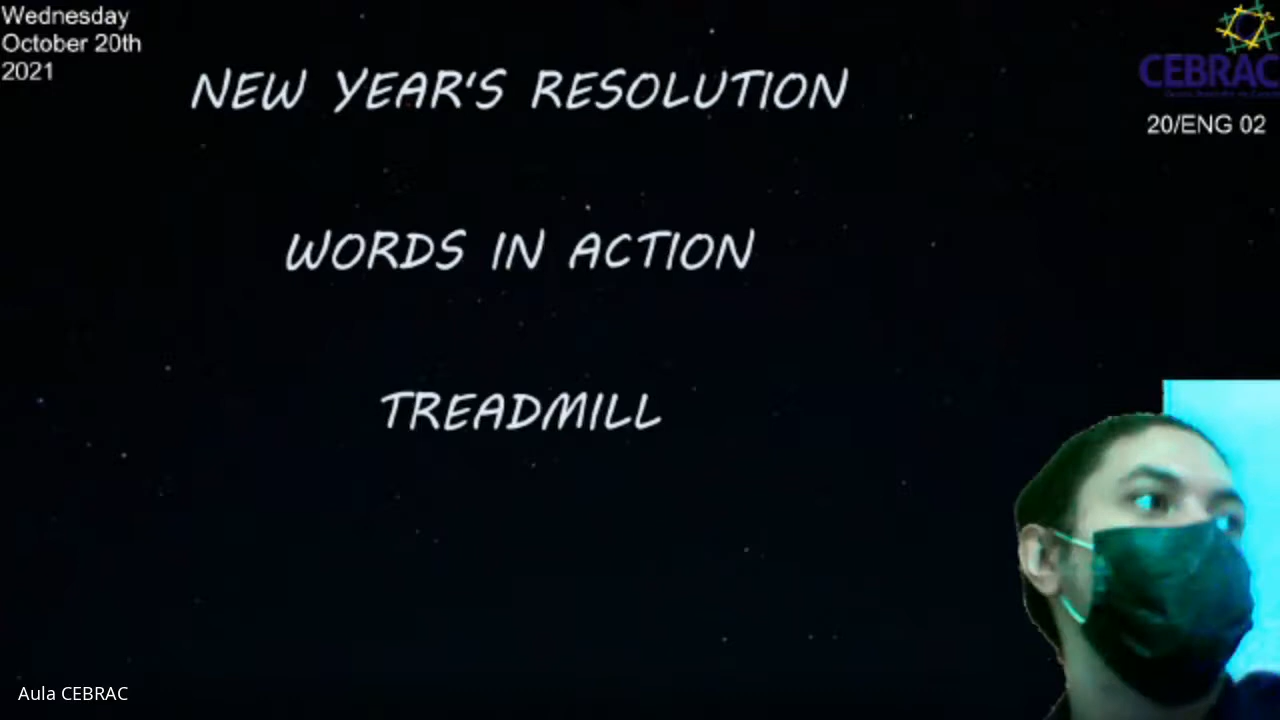 Wednesday
October 20th
2021
CEBRAC
20/ENG 02
NEW YEAR'S RESOLUTION
WORDS IN ACTION
TREADMILL
Aula CEBRAC